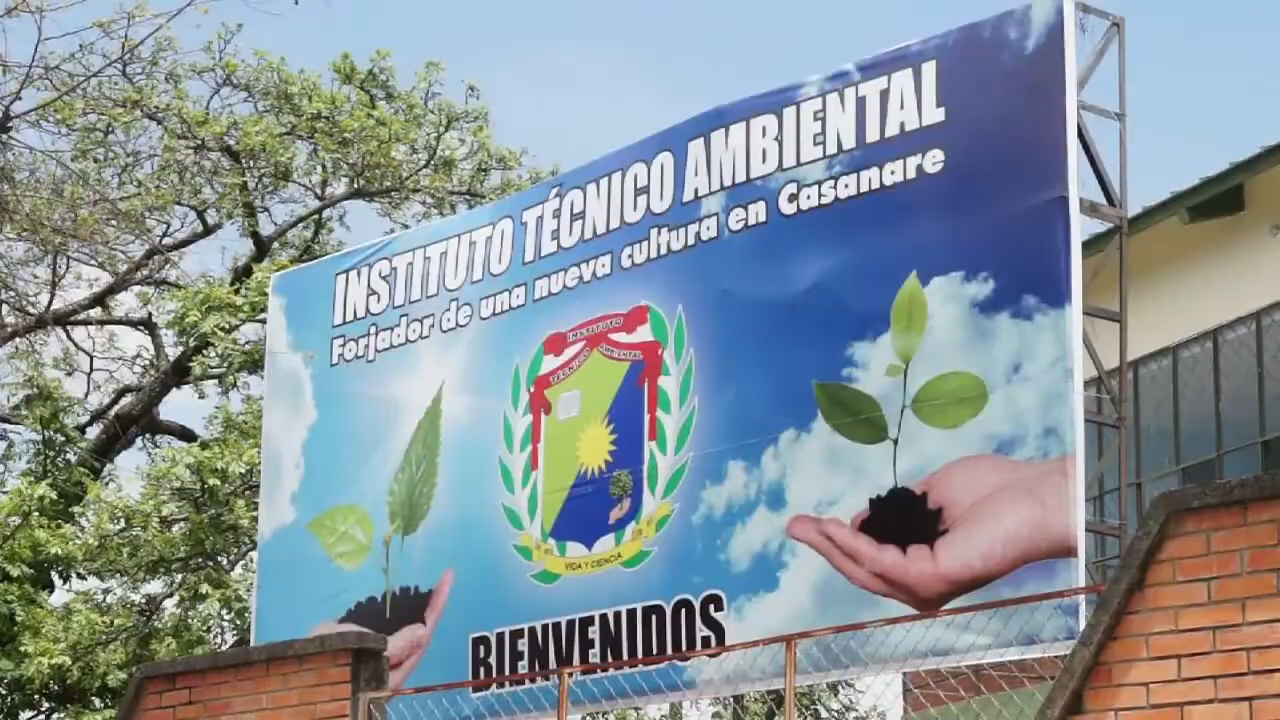 INSTITUTO TÉCNICO AMBIENTAL
Forjador de una nueva cultura en Casanare
INSTITUTO
TÉCNICO AMBIENTAL
VIDA Y CIENCIA
BIENVENIDOS